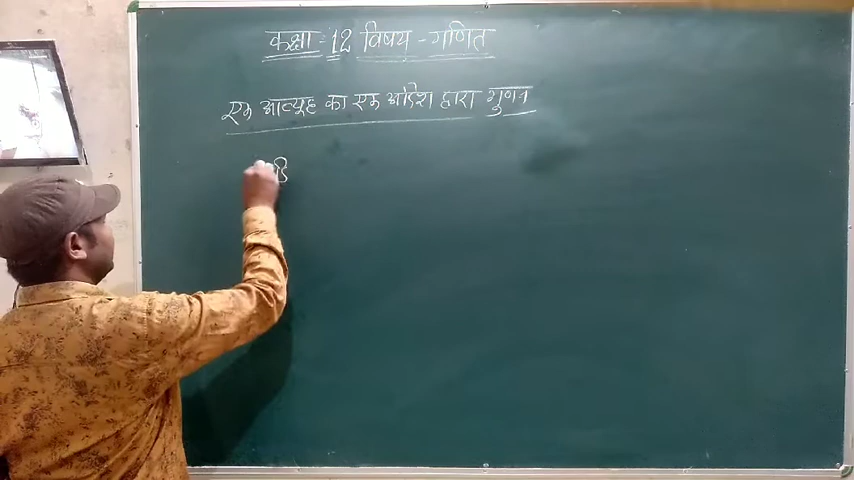 कक्षा = 12 विषय - गणित
एक आव्यूह का एक अदिश द्वारा गुणन